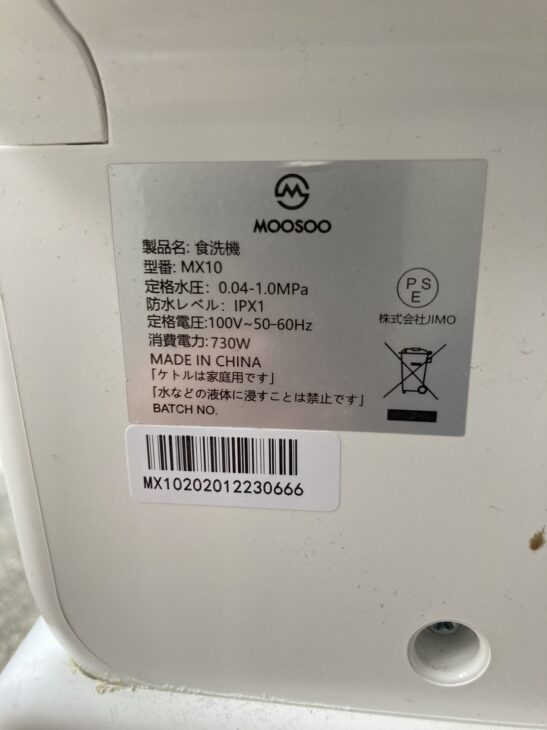 MOOSOO
製品名: 食洗機
型番: MX10
定格水圧: 0.04-1.0MPa
防水レベル: IPX1
定格電圧:100V~50-60Hz
消費電力:730W
MADE IN CHINA
「ケトルは家庭用です」
「水などの液体に浸すことは禁止です」
BATCH NO.
P S
E
株式会社JIMO
MX10202012230666